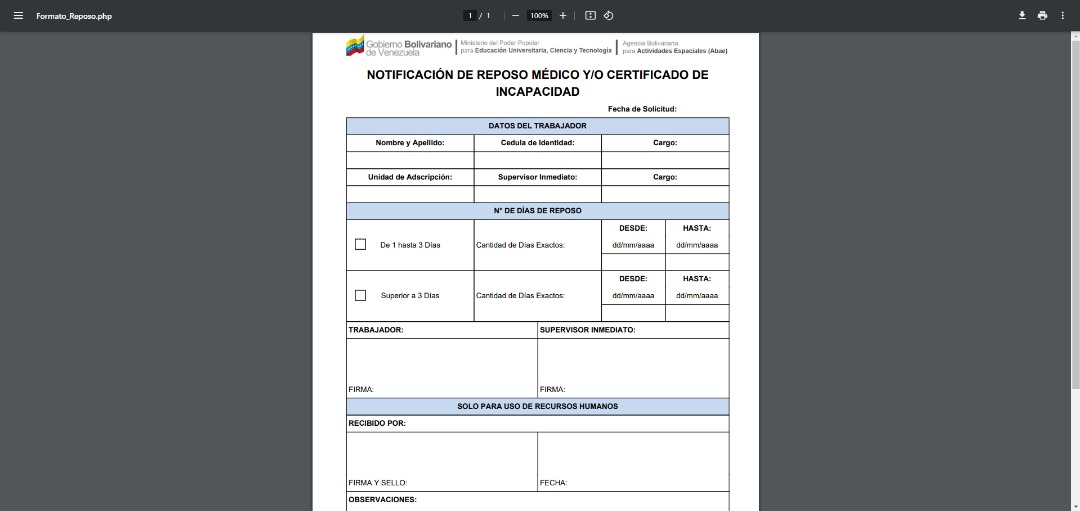 Formato_Reposo.php
1 / 1
100%
Gobierno Bolivariano de Venezuela
Ministerio del Poder Popular para Educación Universitaria, Ciencia y Tecnología
Agencia Bolivariana para Actividades Espaciales (Abae)
NOTIFICACIÓN DE REPOSO MÉDICO Y/O CERTIFICADO DE
INCAPACIDAD
Fecha de Solicitud:
DATOS DEL TRABAJADOR
Nombre y Apellido: Cedula de Identidad: Cargo:
Unidad de Adscripción: Supervisor Inmediato: Cargo:
N° DE DÍAS DE REPOSO
DESDE: HASTA:
De 1 hasta 3 Días Cantidad de Días Exactos: dd/mm/aaaa dd/mm/aaaa
DESDE: HASTA:
Superior a 3 Días Cantidad de Días Exactos: dd/mm/aaaa dd/mm/aaaa
TRABAJADOR: SUPERVISOR INMEDIATO:
FIRMA: FIRMA:
SOLO PARA USO DE RECURSOS HUMANOS
RECIBIDO POR:
FIRMA Y SELLO: FECHA:
OBSERVACIONES: